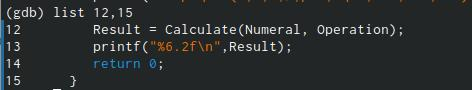 (gdb) list 12,15
12          Result = Calculate(Numeral, Operation);
13          printf("%6.2f\n",Result);
14          return 0;
15      }